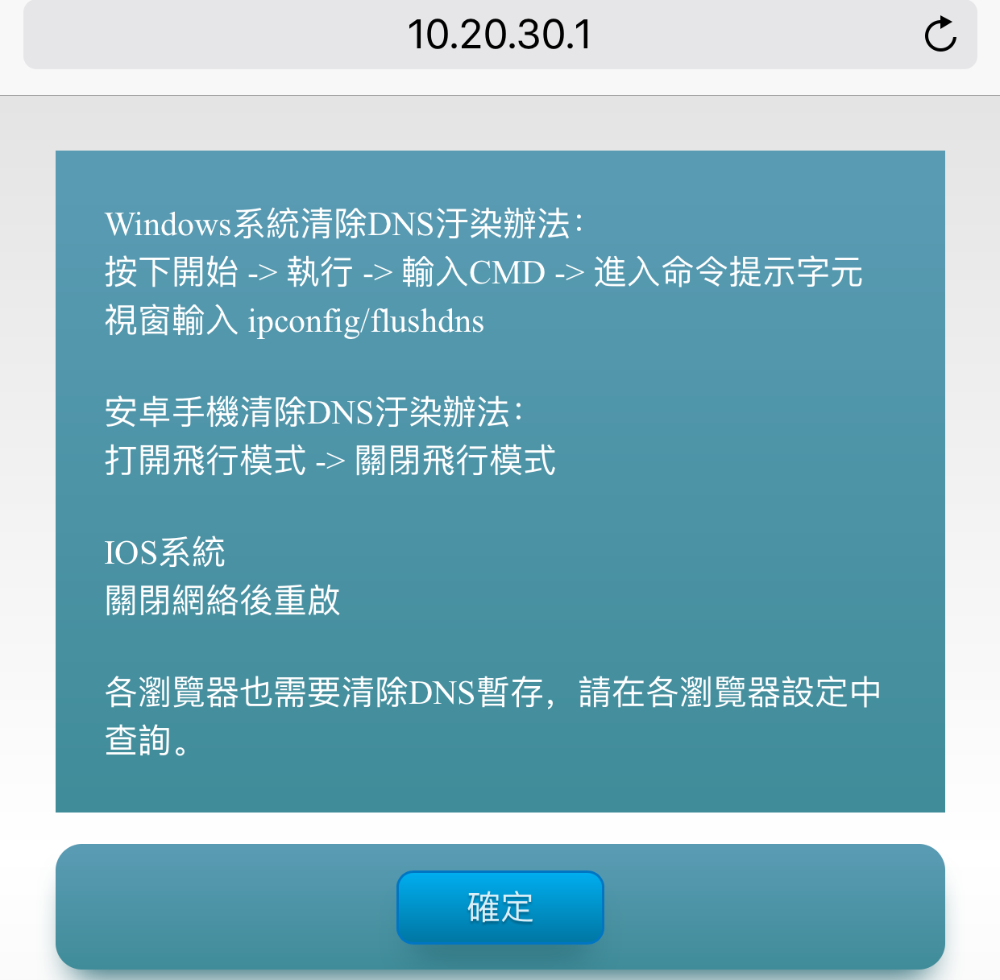 10.20.30.1
Windows系統清除DNS汙染辦法：
按下開始 -> 執行 -> 輸入CMD -> 進入命令提示字元
視窗輸入 ipconfig/flushdns
安卓手機清除DNS汙染辦法：
打開飛行模式 -> 關閉飛行模式
IOS系統
關閉網絡後重啟
各瀏覽器也需要清除DNS暫存，請在各瀏覽器設定中
查詢。
確定